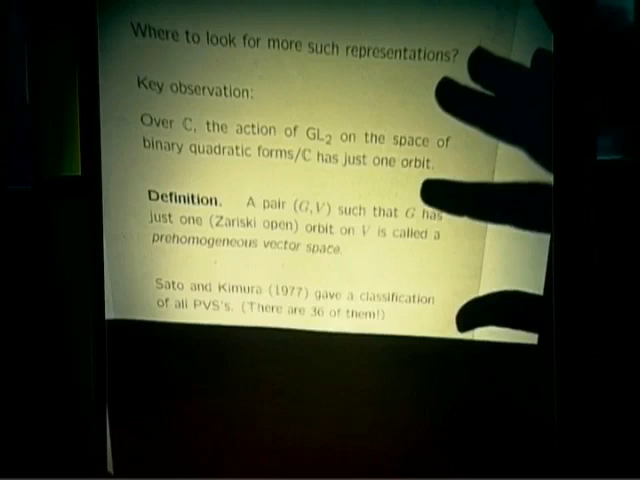 Where to look for more such representations?
Key observation:
Over ℂ, the action of GL₂ on the space of
binary quadratic forms/ℂ has just one orbit.
Definition. A pair (G,V) such that G has
just one (Zariski open) orbit on V is called a
prehomogeneous vector space.
Sato and Kimura (1977) gave a classification
of all PVS's. (There are 36 of them!)